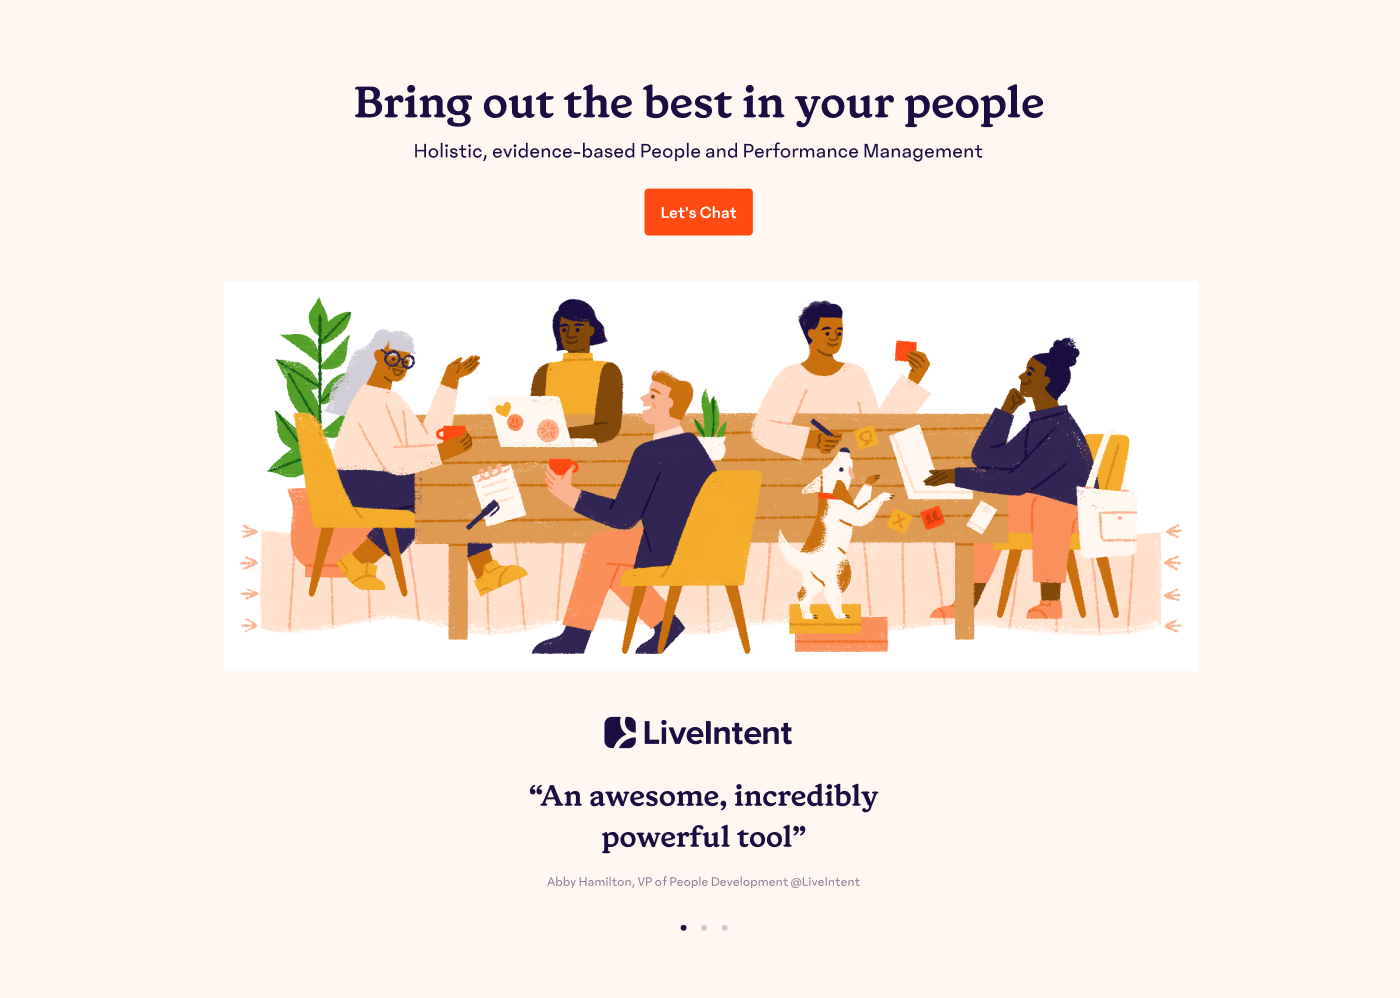 Bring out the best in your people
Holistic, evidence-based People and Performance Management
Let's Chat
LiveIntent
“An awesome, incredibly
powerful tool”
Abby Hamilton, VP of People Development @LiveIntent